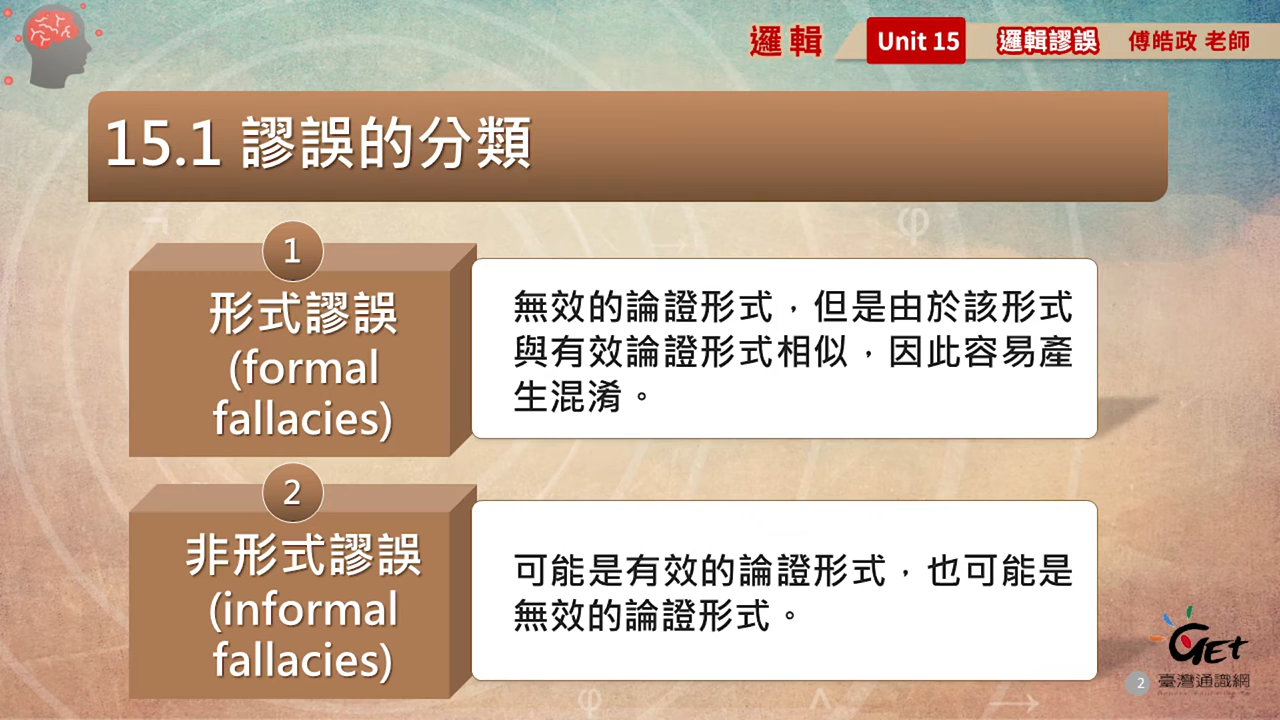 邏輯 Unit 15 邏輯謬誤 傅皓政 老師
15.1 謬誤的分類
1
形式謬誤
(formal
fallacies)
無效的論證形式，但是由於該形式
與有效論證形式相似，因此容易產
生混淆。
2
非形式謬誤
(informal
fallacies)
可能是有效的論證形式，也可能是
無效的論證形式。
GET
2 臺灣通識網